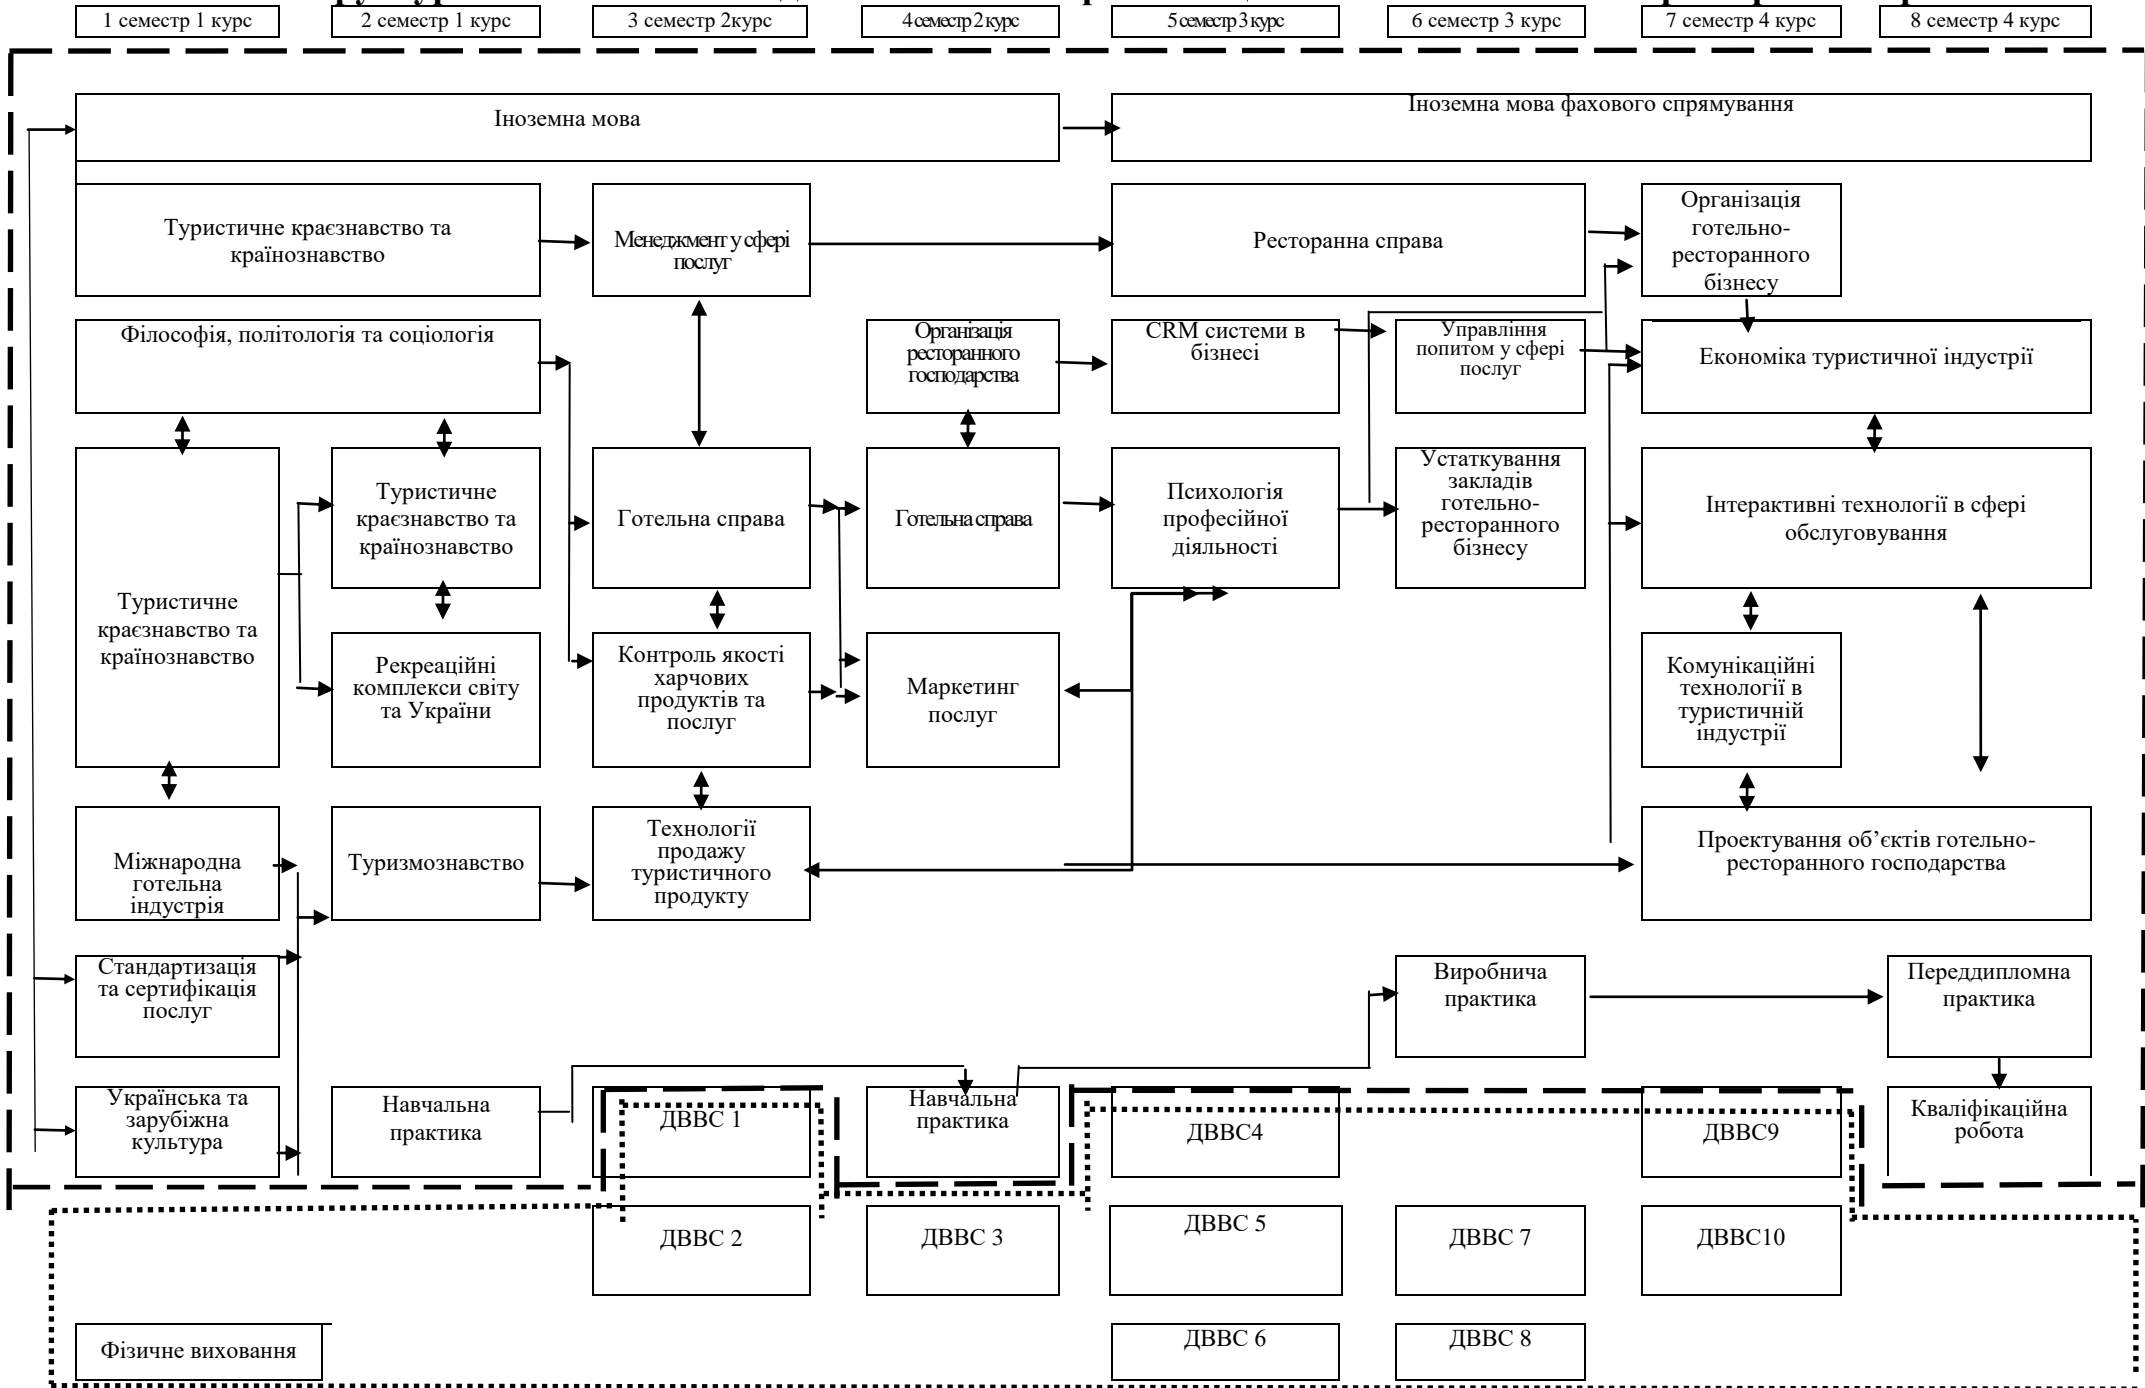 1 семестр 1 курс
2 семестр 1 курс
3 семестр 2курс
4семестр2курс
5семестр3курс
6 семестр 3 курс
7 семестр 4 курс
8 семестр 4 курс
Іноземна мова
Іноземна мова фахового спрямування
Туристичне краєзнавство та
країнознавство
Менеджмент у сфері
послуг
Ресторанна справа
Організація
готельно-
ресторанного
бізнесу
Філософія, політологія та соціологія
Організація
ресторанного
господарства
CRM системи в
бізнесі
Управління
попитом у сфері
послуг
Економіка туристичної індустрії
Туристичне
краєзнавство та
країнознавство
Туристичне
краєзнавство та
країнознавство
Готельна справа
Готельна справа
Психологія
професійної
діяльності
Устаткування
закладів
готельно-
ресторанного
бізнесу
Інтерактивні технології в сфері
обслуговування
Рекреаційні
комплекси світу
та України
Контроль якості
харчових
продуктів та
послуг
Маркетинг
послуг
Комунікаційні
технології в
туристичній
індустрії
Міжнародна
готельна
індустрія
Туризмознавство
Технології
продажу
туристичного
продукту
Проектування об’єктів готельно-
ресторанного господарства
Стандартизація
та сертифікація
послуг
Виробнича
практика
Переддипломна
практика
Українська та
зарубіжна
культура
Навчальна
практика
ДВВС 1
Навчальна
практика
ДВВС4
ДВВС9
Кваліфікаційна
робота
ДВВС 2
ДВВС 3
ДВВС 5
ДВВС 7
ДВВС10
Фізичне виховання
ДВВС 6
ДВВС 8